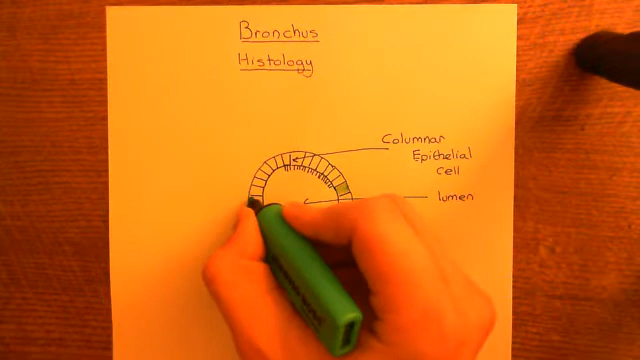 Bronchus
Histology
Columnar
Epithelial
Cell
lumen